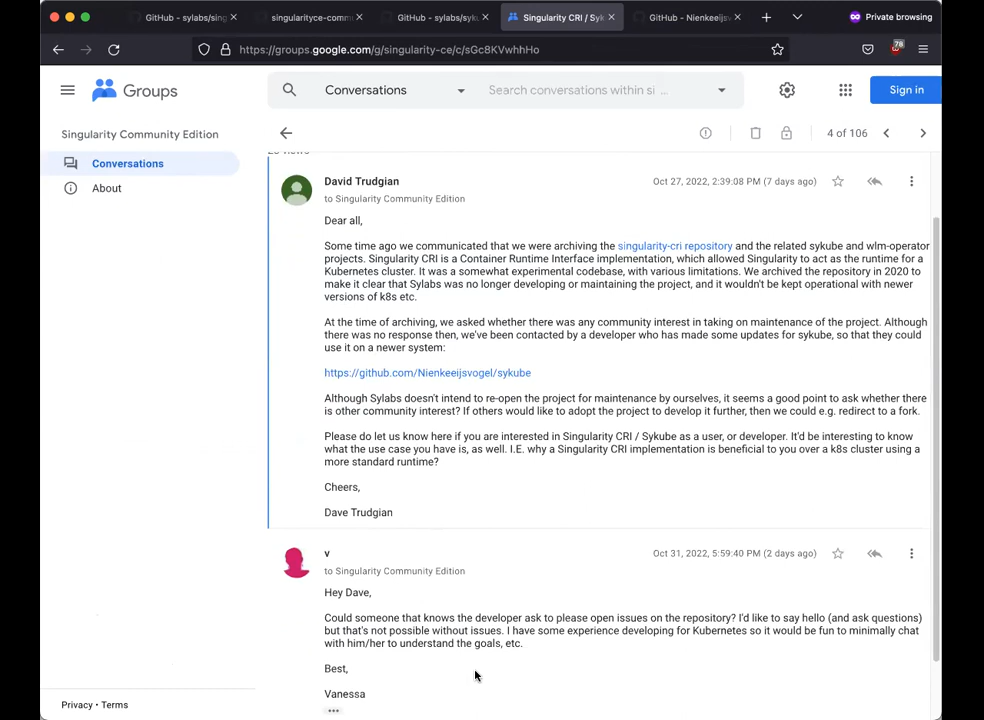 GitHub - sylabs/sing
singularityce-comm
GitHub - sylabs/syku
Singularity CRI / Syk
GitHub - Nienkeeijsv
Private browsing
https://groups.google.com/g/singularity-ce/c/sGc8KVwhhHo
78
Groups
Conversations
Search conversations within si ...
Sign in
Singularity Community Edition
4 of 106
Conversations
About
David Trudgian
Oct 27, 2022, 2:39:08 PM (7 days ago)
to Singularity Community Edition
Dear all,
Some time ago we communicated that we were archiving the singularity-cri repository and the related sykube and wlm-operator
projects. Singularity CRI is a Container Runtime Interface implementation, which allowed Singularity to act as the runtime for a
Kubernetes cluster. It was a somewhat experimental codebase, with various limitations. We archived the repository in 2020 to
make it clear that Sylabs was no longer developing or maintaining the project, and it wouldn't be kept operational with newer
versions of k8s etc.
At the time of archiving, we asked whether there was any community interest in taking on maintenance of the project. Although
there was no response then, we've been contacted by a developer who has made some updates for sykube, so that they could
use it on a newer system:
https://github.com/Nienkeeijsvogel/sykube
Although Sylabs doesn't intend to re-open the project for maintenance by ourselves, it seems a good point to ask whether there
is other community interest? If others would like to adopt the project to develop it further, then we could e.g. redirect to a fork.
Please do let us know here if you are interested in Singularity CRI / Sykube as a user, or developer. It'd be interesting to know
what the use case you have is, as well. I.E. why a Singularity CRI implementation is beneficial to you over a k8s cluster using a
more standard runtime?
Cheers,
Dave Trudgian
v
Oct 31, 2022, 5:59:40 PM (2 days ago)
to Singularity Community Edition
Hey Dave,
Could someone that knows the developer ask to please open issues on the repository? I'd like to say hello (and ask questions)
but that's not possible without issues. I have some experience developing for Kubernetes so it would be fun to minimally chat
with him/her to understand the goals, etc.
Best,
Vanessa
Privacy • Terms